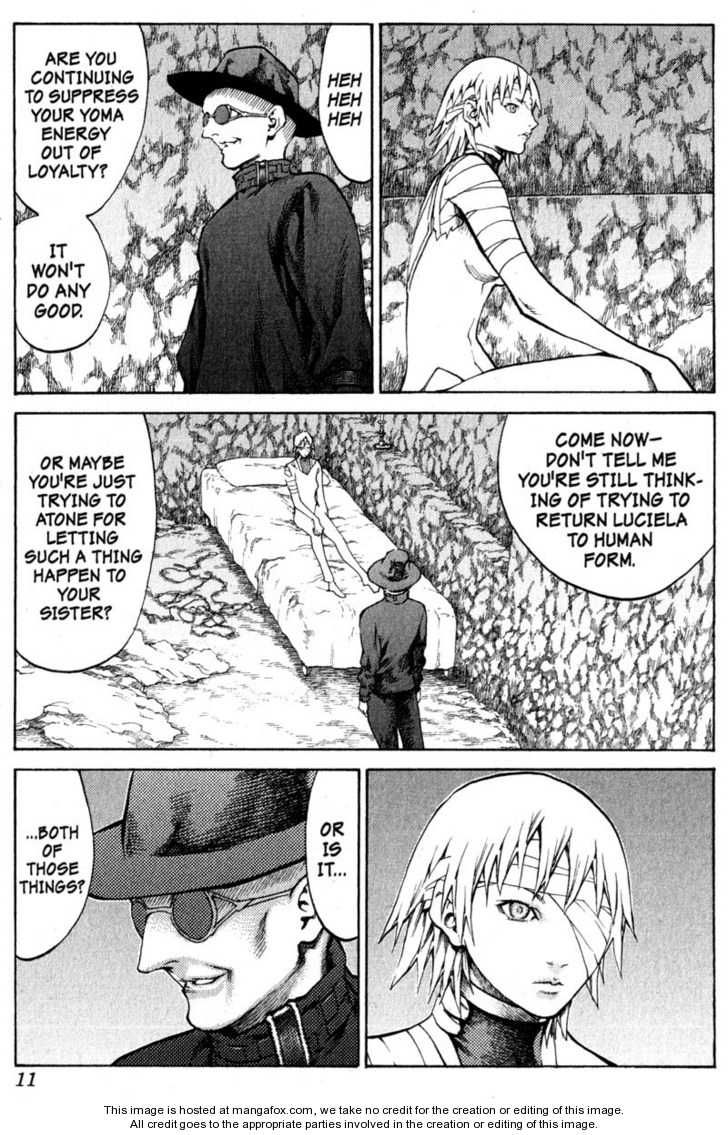 HEH
HEH
HEH
ARE YOU
CONTINUING
TO SUPPRESS
YOUR YOMA
ENERGY
OUT OF
LOYALTY?
IT
WON'T
DO ANY
GOOD.
COME NOW—
DON'T TELL ME
YOU'RE STILL THINK-
ING OF TRYING TO
RETURN LUCIELA
TO HUMAN
FORM.
OR MAYBE
YOU'RE JUST
TRYING TO
ATONE FOR
LETTING
SUCH A THING
HAPPEN TO
YOUR
SISTER?
OR
IS
IT...
...BOTH
OF
THOSE
THINGS?
11
This image is hosted at mangafox.com, we take no credit for the creation or editing of this image.
All credit goes to the appropriate parties involved in the creation or editing of this image.